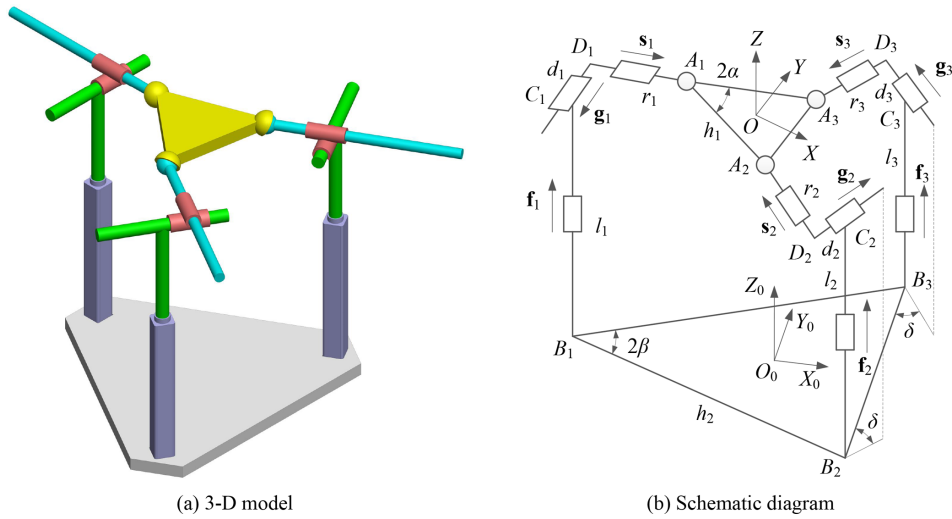 D₁ s₁ A₁ Z s₃ D₃
d₁ 2α Y g₃
C₁ r₁ A₃ r₃ d₃
g₁ h₁ O C₃
A₂ X
r₂ g₂ l₃
f₁ s₂ f₃
l₁ D₂ d₂ C₂
l₂ B₃
Z₀
B₁ 2β Y₀ δ
O₀ X₀ f₂
h₂
δ
B₂
(a) 3-D model (b) Schematic diagram